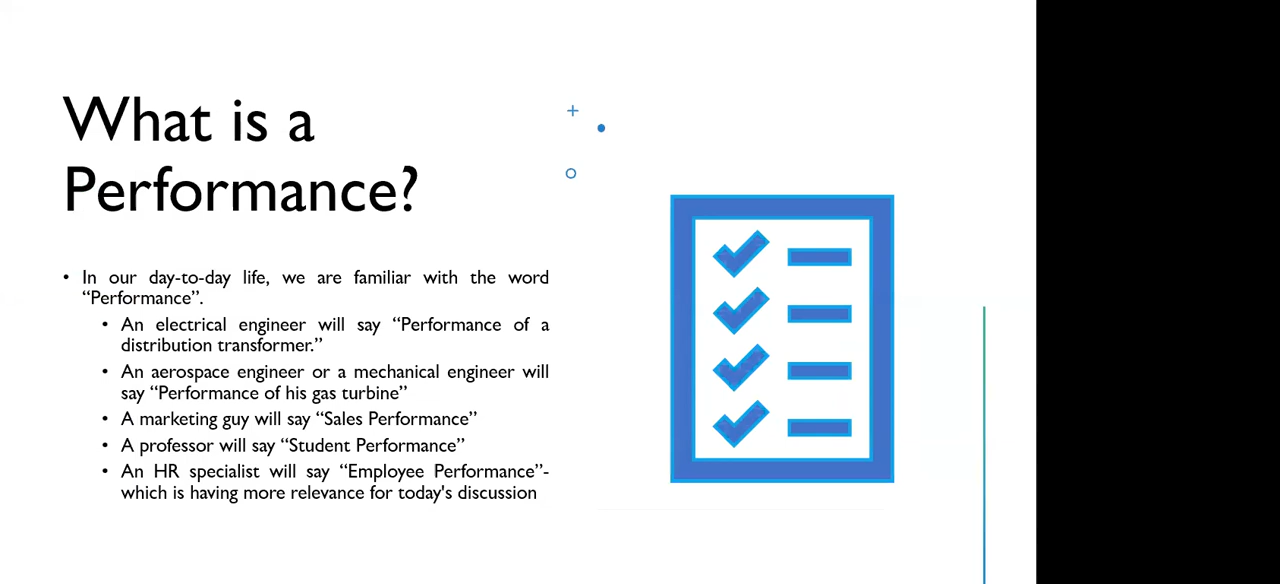 What is a
Performance?
• In our day-to-day life, we are familiar with the word
“Performance”.
• An electrical engineer will say “Performance of a
distribution transformer.”
• An aerospace engineer or a mechanical engineer will
say “Performance of his gas turbine”
• A marketing guy will say “Sales Performance”
• A professor will say “Student Performance”
• An HR specialist will say “Employee Performance”-
which is having more relevance for today's discussion